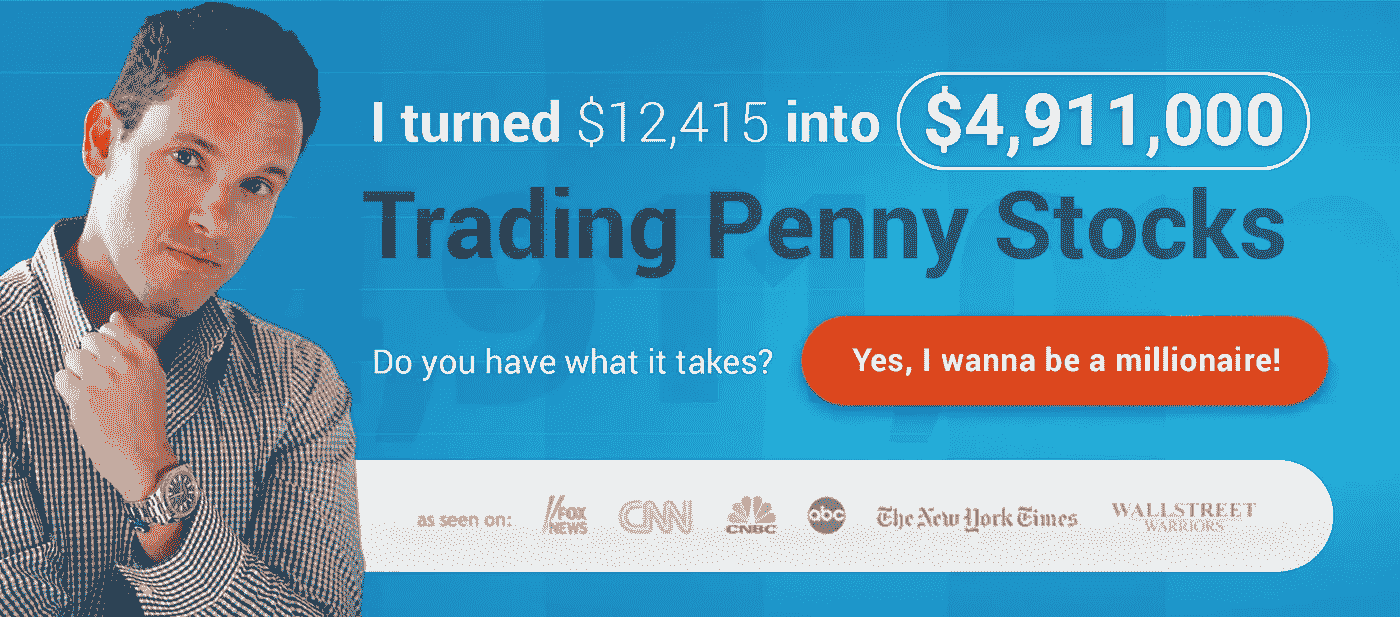 I turned $12,415 into $4,911,000
Trading Penny Stocks
Do you have what it takes? Yes, I wanna be a millionaire!
as seen on: FOX NEWS CNN CNBC abc The New York Times WALLSTREET WARRIORS